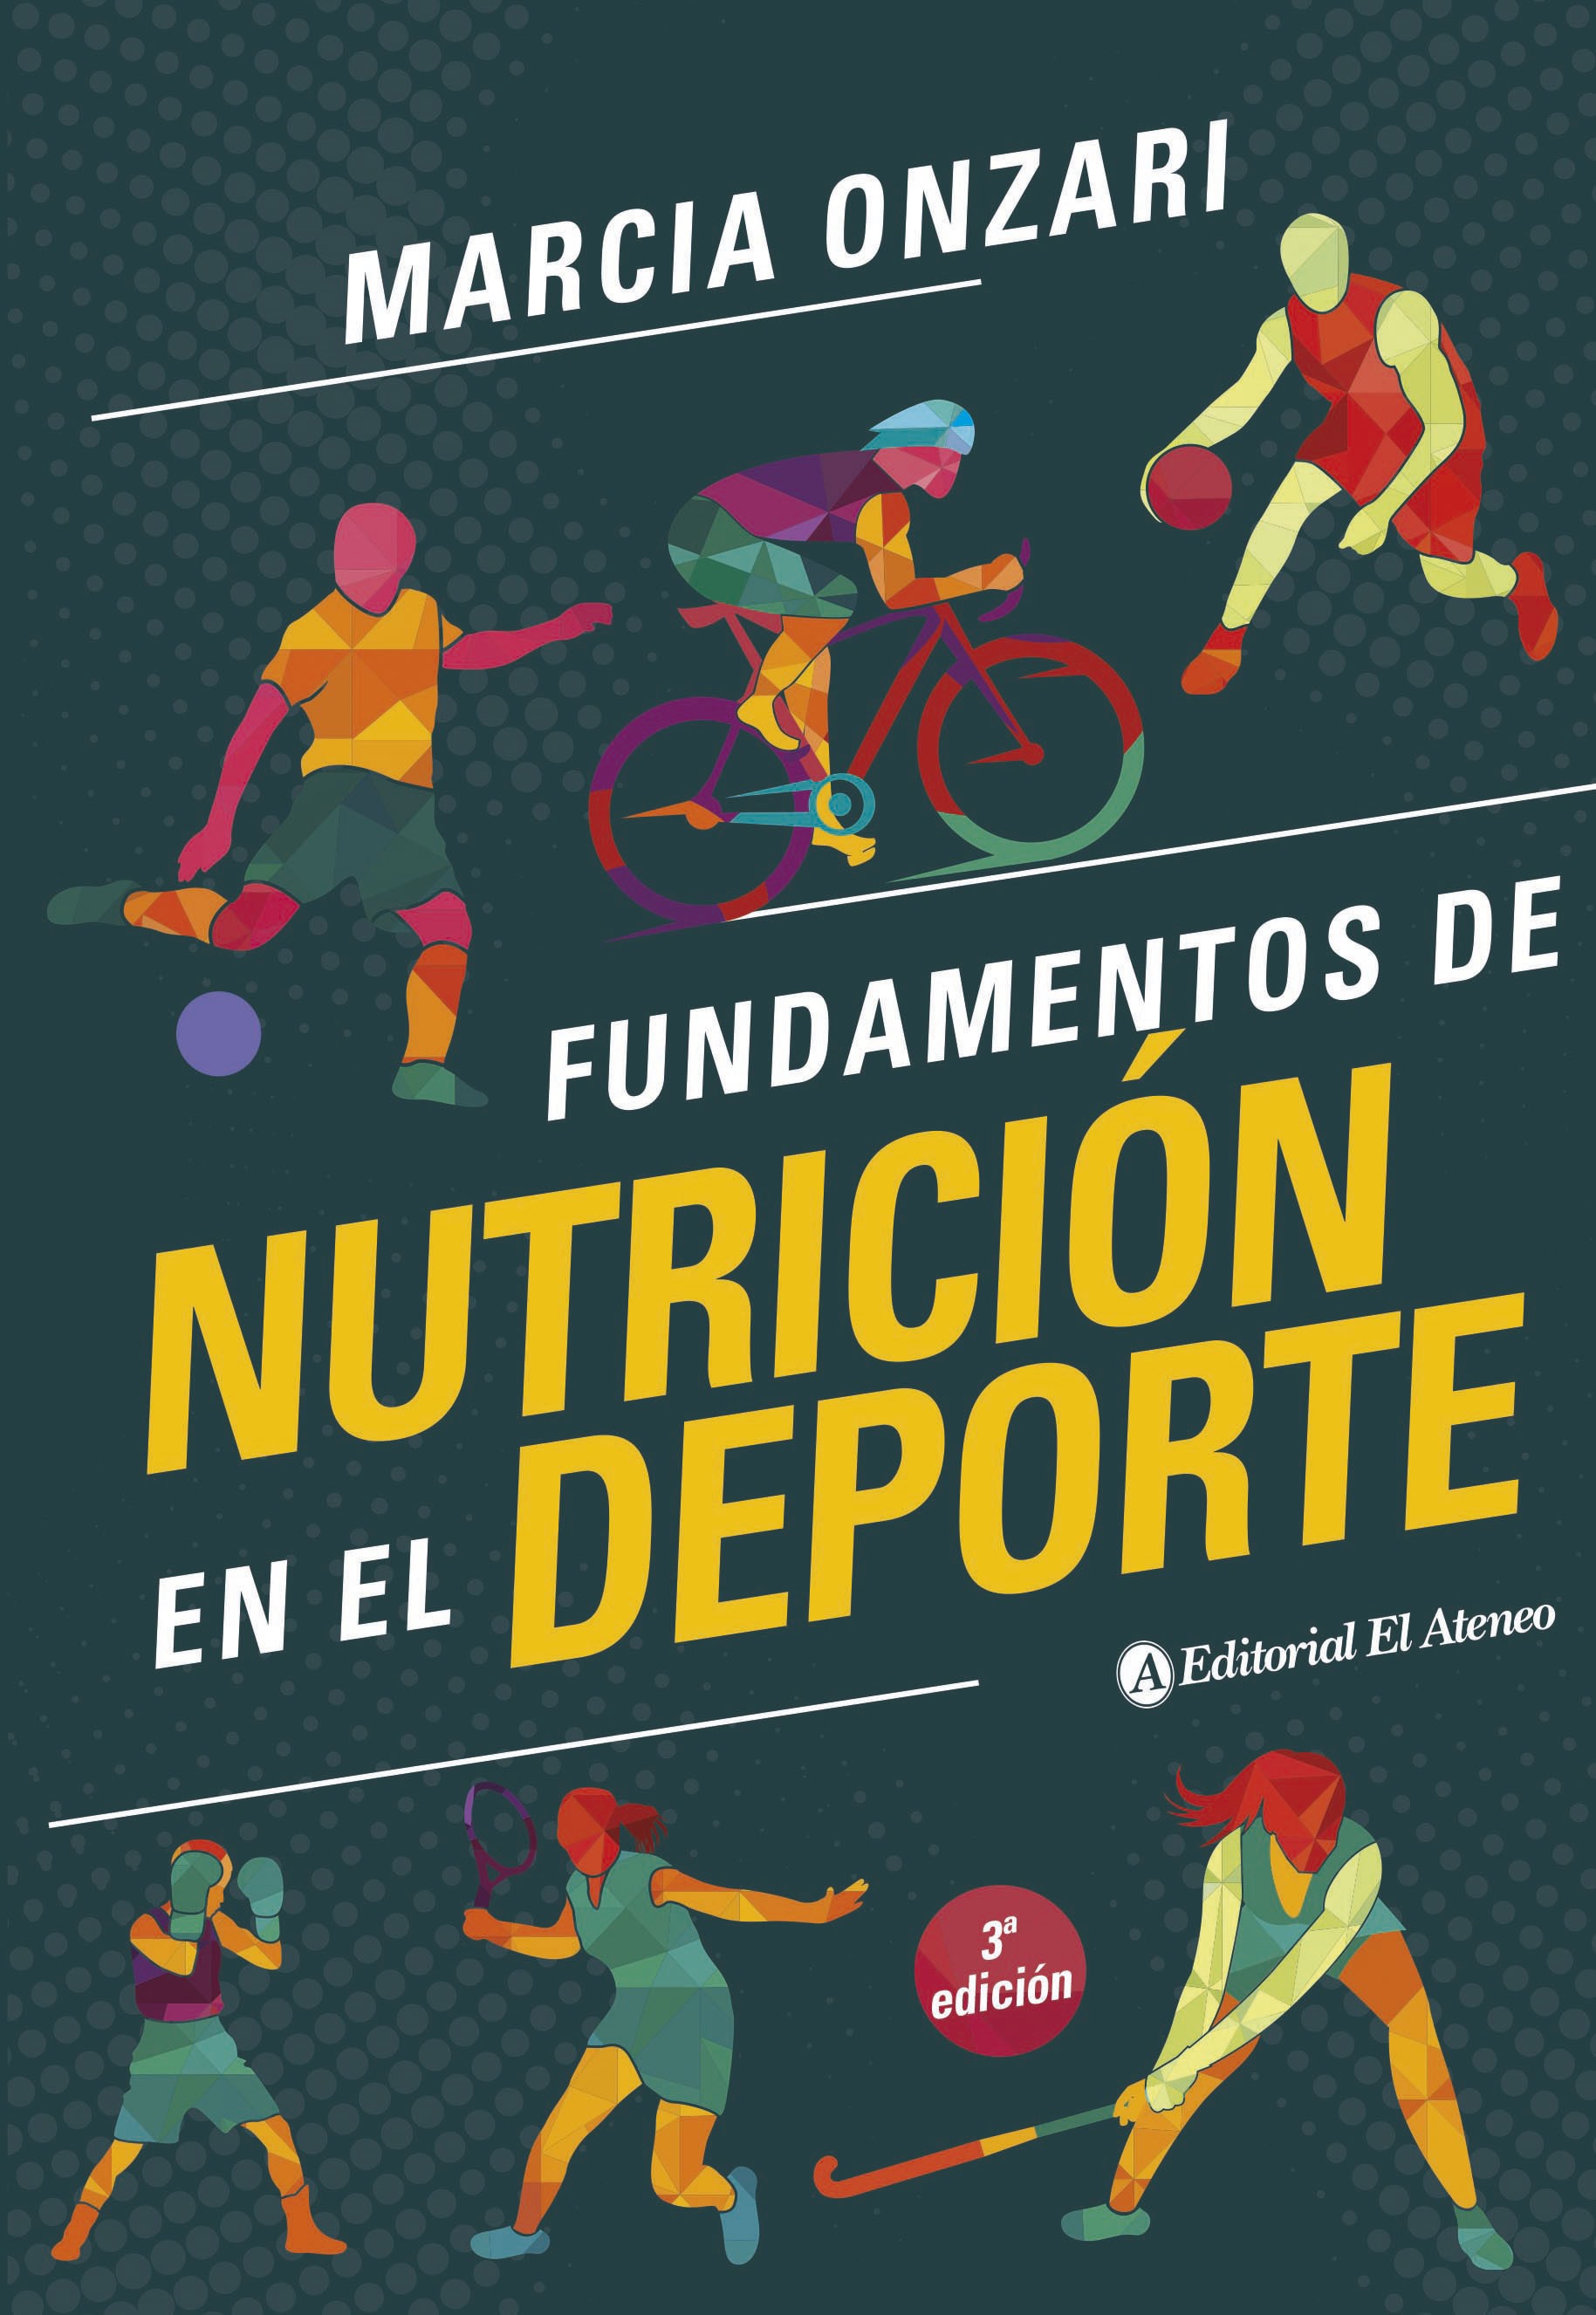 MARCIA ONZARI
FUNDAMENTOS DE
NUTRICIÓN
EN EL DEPORTE
A Editorial El Ateneo
3ª
edición